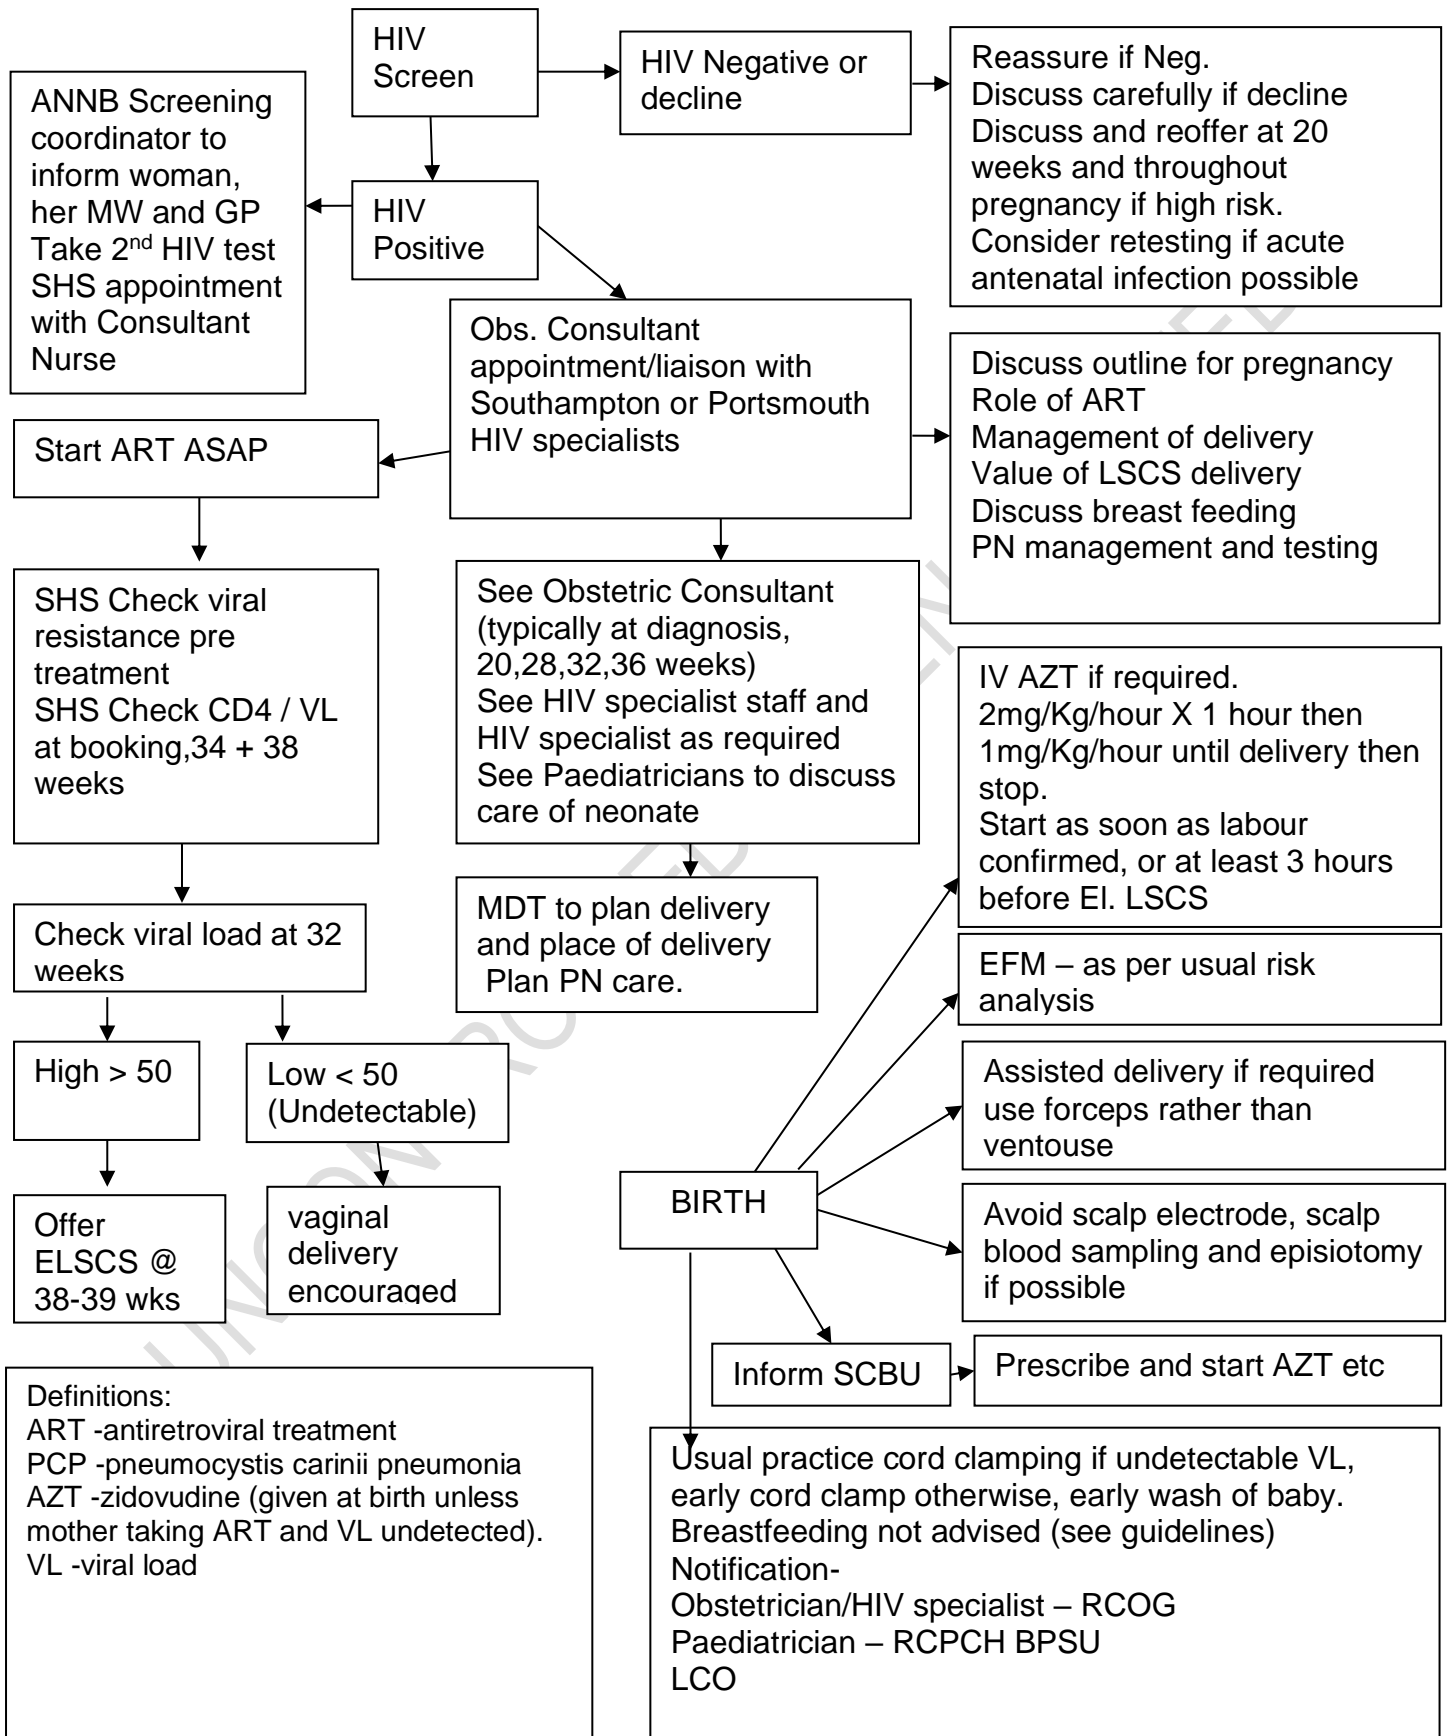 HIV
Screen
HIV Negative or
decline
Reassure if Neg.
Discuss carefully if decline
Discuss and reoffer at 20
weeks and throughout
pregnancy if high risk.
Consider retesting if acute
antenatal infection possible
ANNB Screening
coordinator to
inform woman,
her MW and GP
Take 2nd HIV test
SHS appointment
with Consultant
Nurse
HIV
Positive
Obs. Consultant
appointment/liaison with
Southampton or Portsmouth
HIV specialists
Discuss outline for pregnancy
Role of ART
Management of delivery
Value of LSCS delivery
Discuss breast feeding
PN management and testing
Start ART ASAP
SHS Check viral
resistance pre
treatment
SHS Check CD4 / VL
at booking,34 + 38
weeks
See Obstetric Consultant
(typically at diagnosis,
20,28,32,36 weeks)
See HIV specialist staff and
HIV specialist as required
See Paediatricians to discuss
care of neonate
IV AZT if required.
2mg/Kg/hour X 1 hour then
1mg/Kg/hour until delivery then
stop.
Start as soon as labour
confirmed, or at least 3 hours
before El. LSCS
Check viral load at 32
weeks
MDT to plan delivery
and place of delivery
Plan PN care.
EFM – as per usual risk
analysis
High > 50
Low < 50
(Undetectable)
Assisted delivery if required
use forceps rather than
ventouse
Offer
ELSCS @
38-39 wks
vaginal
delivery
encouraged
BIRTH
Avoid scalp electrode, scalp
blood sampling and episiotomy
if possible
Inform SCBU
Prescribe and start AZT etc
Definitions:
ART -antiretroviral treatment
PCP -pneumocystis carinii pneumonia
AZT -zidovudine (given at birth unless
mother taking ART and VL undetected).
VL -viral load
Usual practice cord clamping if undetectable VL,
early cord clamp otherwise, early wash of baby.
Breastfeeding not advised (see guidelines)
Notification-
Obstetrician/HIV specialist – RCOG
Paediatrician – RCPCH BPSU
LCO